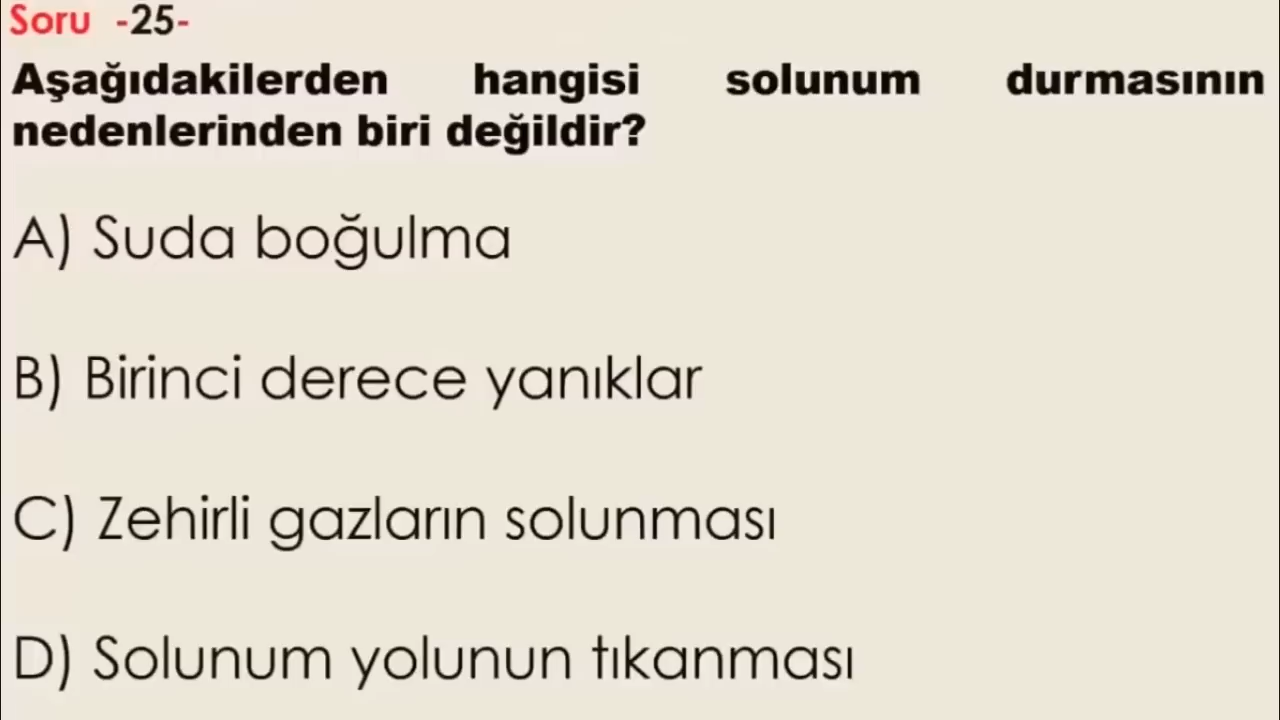 Soru -25-
Aşağıdakilerden hangisi solunum durmasının
nedenlerinden biri değildir?
A) Suda boğulma
B) Birinci derece yanıklar
C) Zehirli gazların solunması
D) Solunum yolunun tıkanması